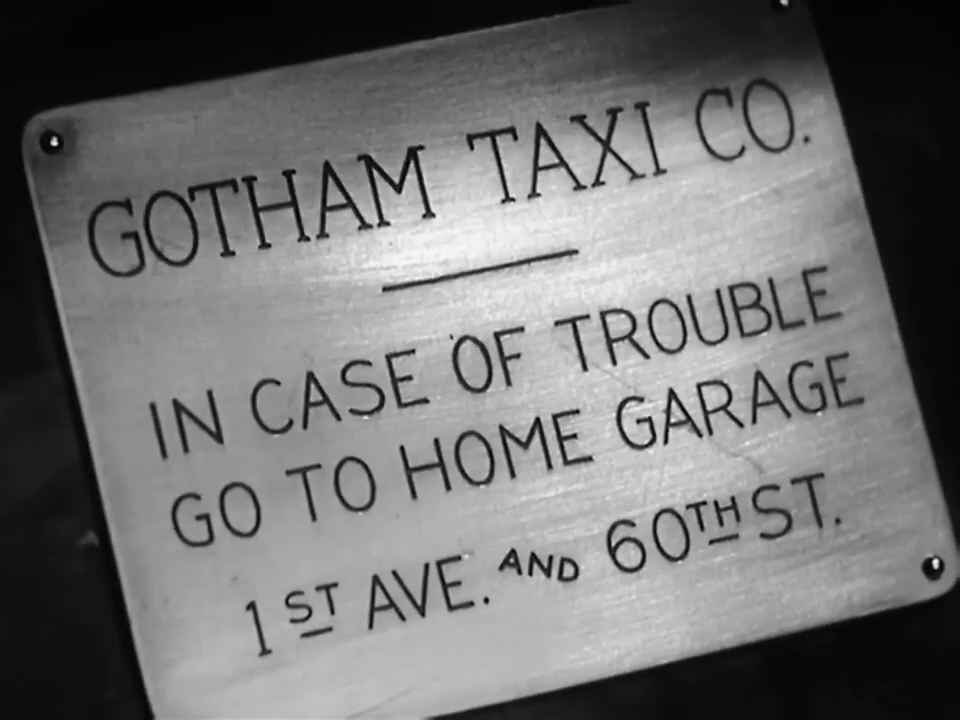 GOTHAM TAXI CO.
IN CASE OF TROUBLE
GO TO HOME GARAGE
1ST AVE. AND 60TH ST.